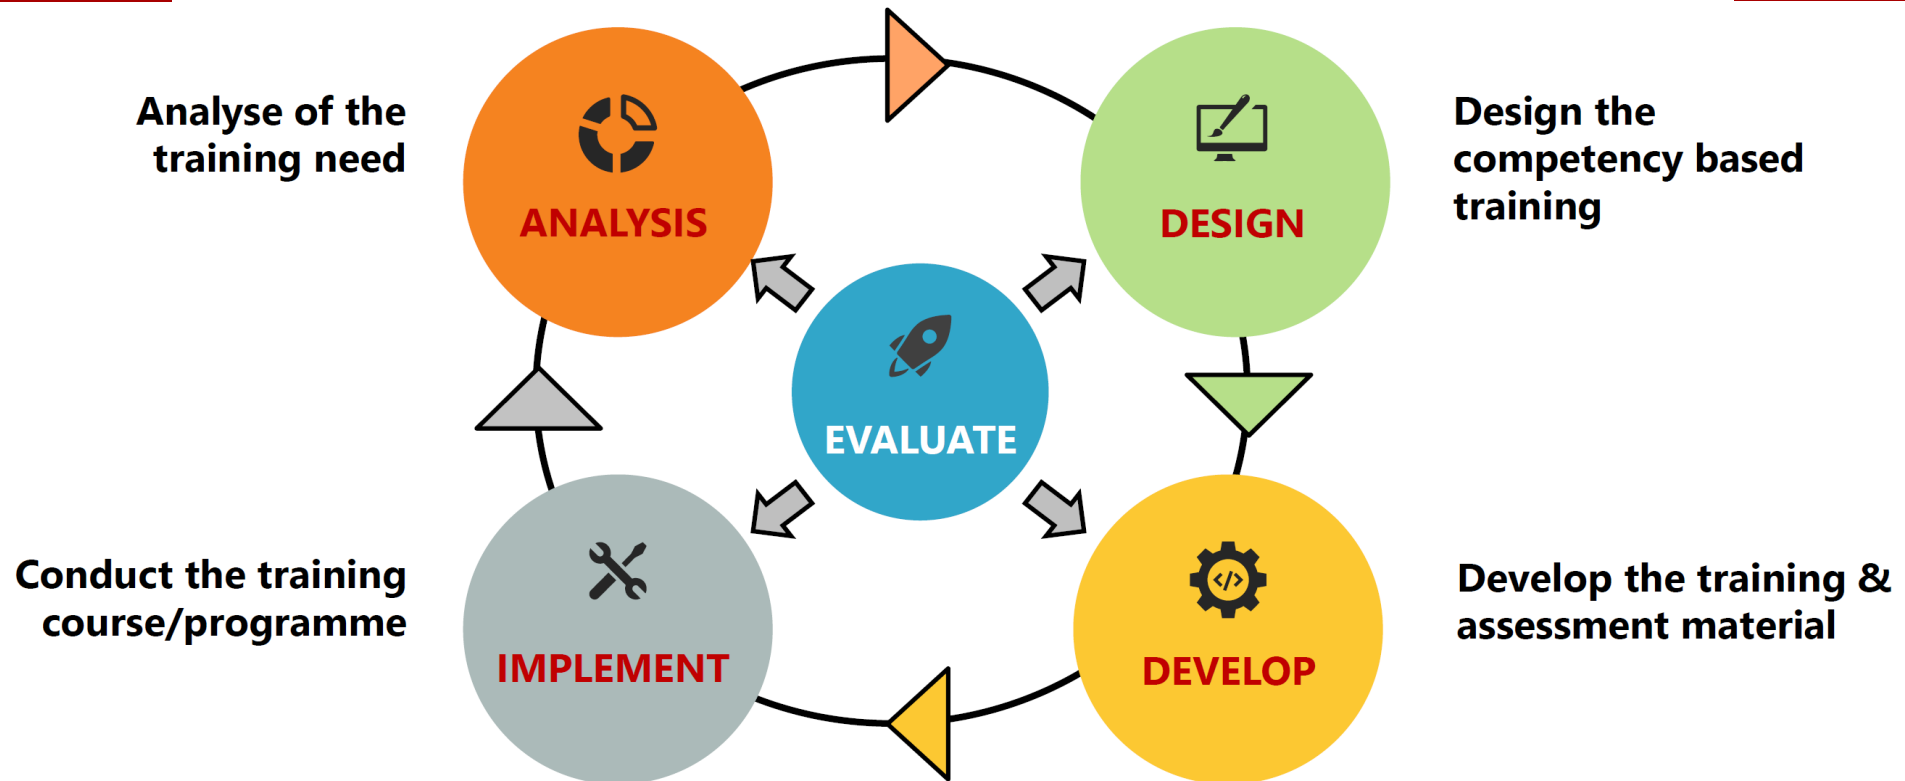 Analyse of the
training need
ANALYSIS
DESIGN
Design the
competency based
training
EVALUATE
Conduct the training
course/programme
IMPLEMENT
</>
DEVELOP
Develop the training &
assessment material